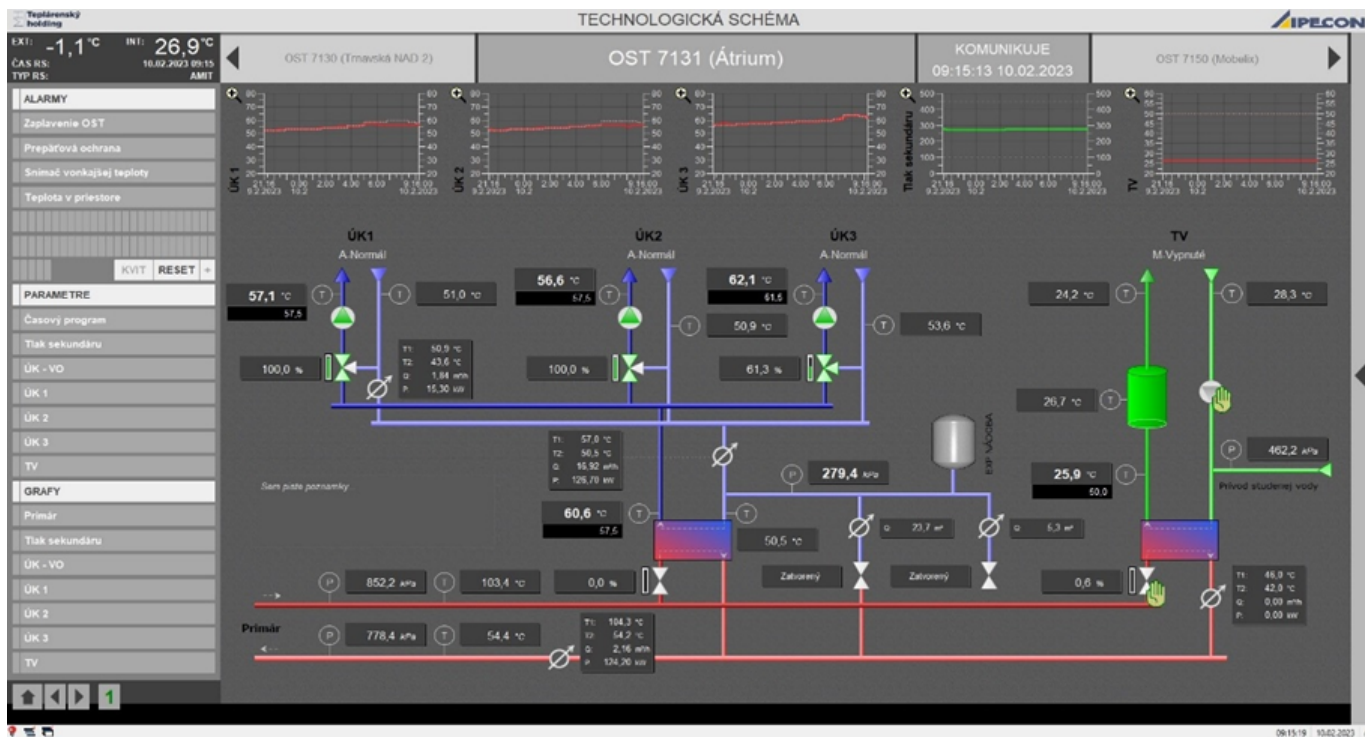 Teplárenský
holding
TECHNOLOGICKÁ SCHÉMA
IPECON
EXT: -1,1 °C INT: 26,9 °C
ČAS RS: 10.02.2023 09:15
TYP RS: AMIT
OST 7130 (Trnavská NAD 2)
OST 7131 (Átrium)
KOMUNIKUJE
09:15:13 10.02.2023
OST 7150 (Mobelix)
ALARMY
Zaplavenie OST
Prepäťová ochrana
Snímač vonkajšej teploty
Teplota v priestore
KVIT RESET +
PARAMETRE
Časový program
Tlak sekundáru
ÚK - VO
ÚK 1
ÚK 2
ÚK 3
TV
GRAFY
Primár
Tlak sekundáru
ÚK - VO
ÚK 1
ÚK 2
ÚK 3
TV
1
ÚK 1
ÚK 2
ÚK 3
Tlak sekundáru
TV
ÚK1
A-Normál
ÚK2
A-Normál
ÚK3
A-Normál
TV
M-Vypnuté
57,1 °C
57,5
T
T
51,0 °C
56,6 °C
57,5
T
T
50,9 °C
62,1 °C
61,5
T
T
53,6 °C
24,2 °C
T
T
28,3 °C
100,0 %
T1: 50,9 °C
T2: 43,6 °C
Q: 1,84 m³/h
P: 15,30 kW
100,0 %
61,3 %
26,7 °C
T
T1: 57,0 °C
T2: 50,5 °C
Q: 16,92 m³/h
P: 126,70 kW
EXP. NÁDOBA
P
279,4 kPa
P
462,2 kPa
Prívod studenej vody
25,9 °C
50,0
T
Sem píšte poznámky
60,6 °C
57,5
T
T
50,5 °C
Q: 23,7 m³
Q: 5,3 m³
Zatvorený
Zatvorený
P
852,2 kPa
T
103,4 °C
0,0 %
0,6 %
T1: 46,0 °C
T2: 42,0 °C
Q: 0,00 m³/h
P: 0,00 kW
Primár
P
778,4 kPa
T
54,4 °C
T1: 104,3 °C
T2: 54,2 °C
Q: 2,16 m³/h
P: 124,20 kW
09:15:19 10.02.2023